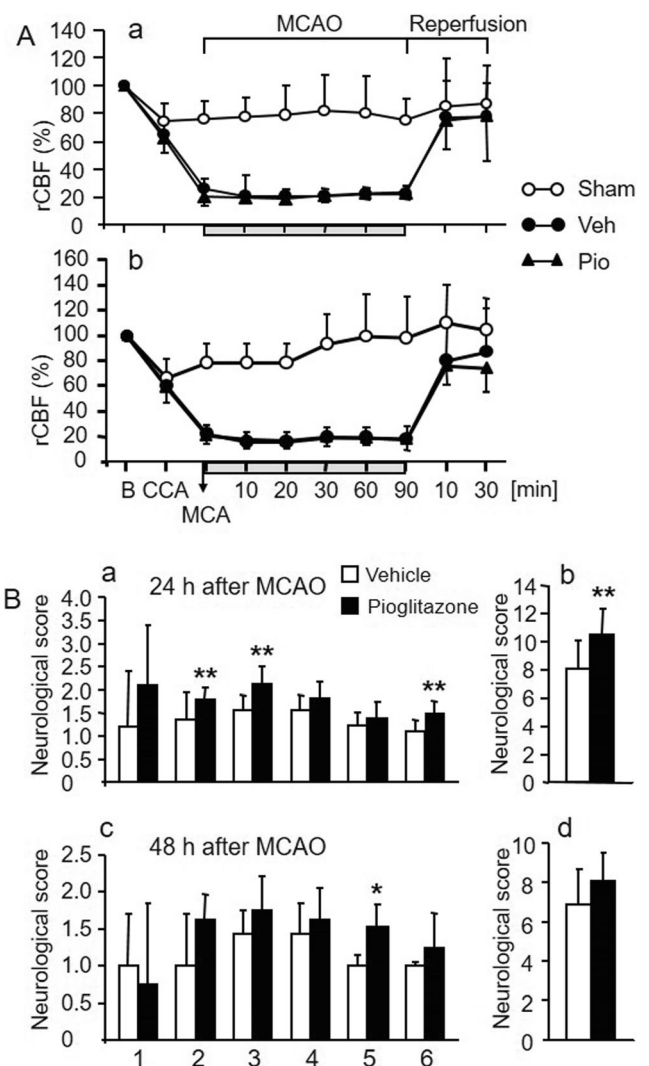 A
a
MCAO
Reperfusion
140
120
100
80
60
40
20
0
rCBF (%)
Sham
Veh
Pio
b
160
140
120
100
80
60
40
20
0
rCBF (%)
B CCA 10 20 30 60 90 10 30 [min]
MCA
B
a
24 h after MCAO
Vehicle
Pioglitazone
4.0
3.5
3.0
2.5
2.0
1.5
1.0
0.5
0
Neurological score
**
**
**
b
14
12
10
8
6
4
2
0
Neurological score
**
c
48 h after MCAO
2.5
2.0
1.5
1.0
0.5
0
Neurological score
*
1 2 3 4 5 6
d
10
8
6
4
2
0
Neurological score